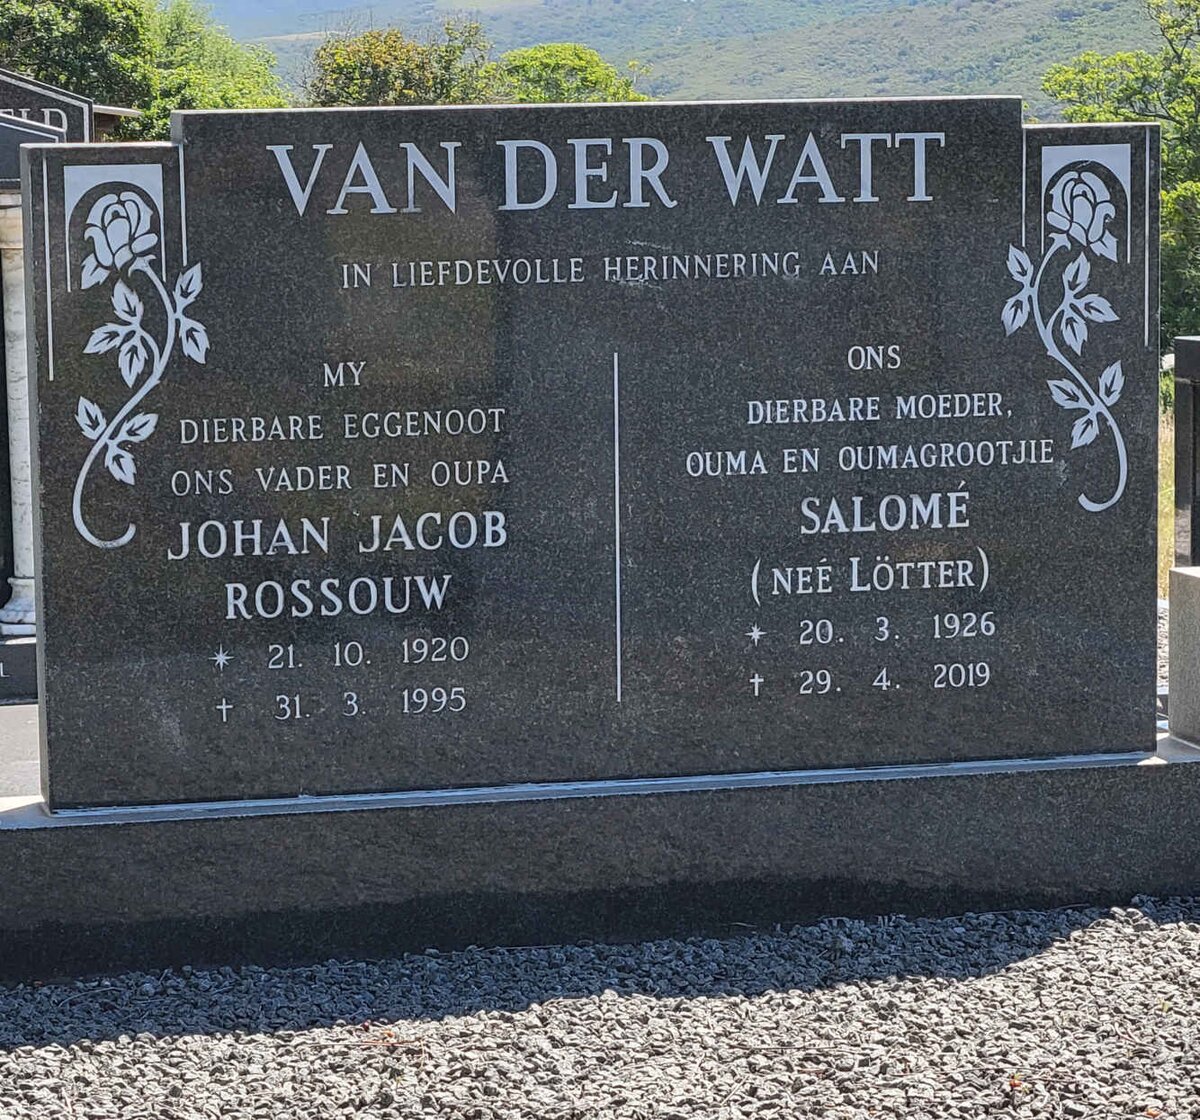 VAN DER WATT
IN LIEFDEVOLLE HERINNERING AAN
MY
DIERBARE EGGENOOT
ONS VADER EN OUPA
JOHAN JACOB
ROSSOUW
* 21. 10. 1920
† 31. 3. 1995
ONS
DIERBARE MOEDER,
OUMA EN OUMAGROOTJIE
SALOMÉ
(NEÉ LÖTTER)
* 20. 3. 1926
† 29. 4. 2019